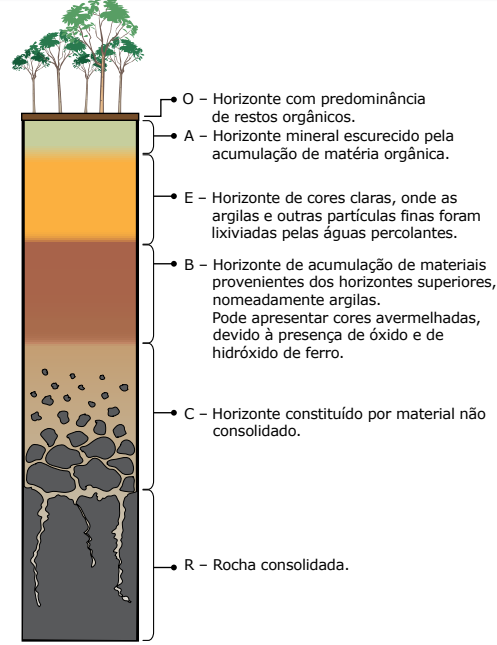 O – Horizonte com predominância
de restos orgânicos.
A – Horizonte mineral escurecido pela
acumulação de matéria orgânica.
E – Horizonte de cores claras, onde as
argilas e outras partículas finas foram
lixiviadas pelas águas percolantes.
B – Horizonte de acumulação de materiais
provenientes dos horizontes superiores,
nomeadamente argilas.
Pode apresentar cores avermelhadas,
devido à presença de óxido e de
hidróxido de ferro.
C – Horizonte constituído por material não
consolidado.
R – Rocha consolidada.